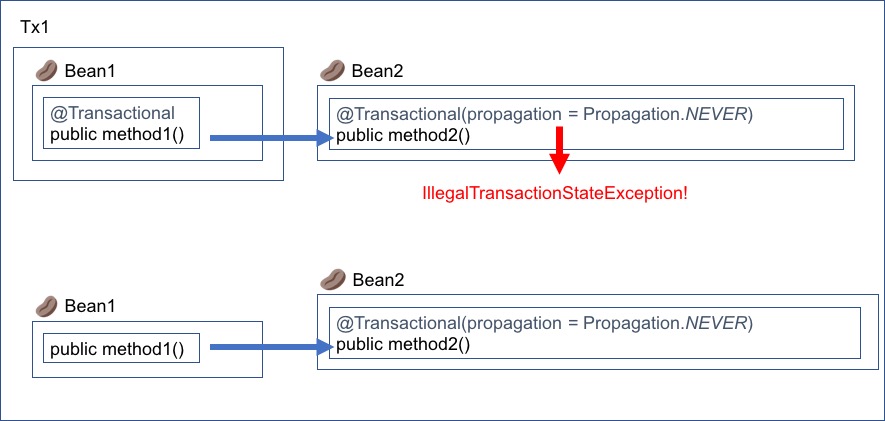 Tx1
Bean1
Bean2
@Transactional
public method1()
@Transactional(propagation = Propagation.NEVER)
public method2()
IllegalTransactionStateException!
Bean1
Bean2
public method1()
@Transactional(propagation = Propagation.NEVER)
public method2()